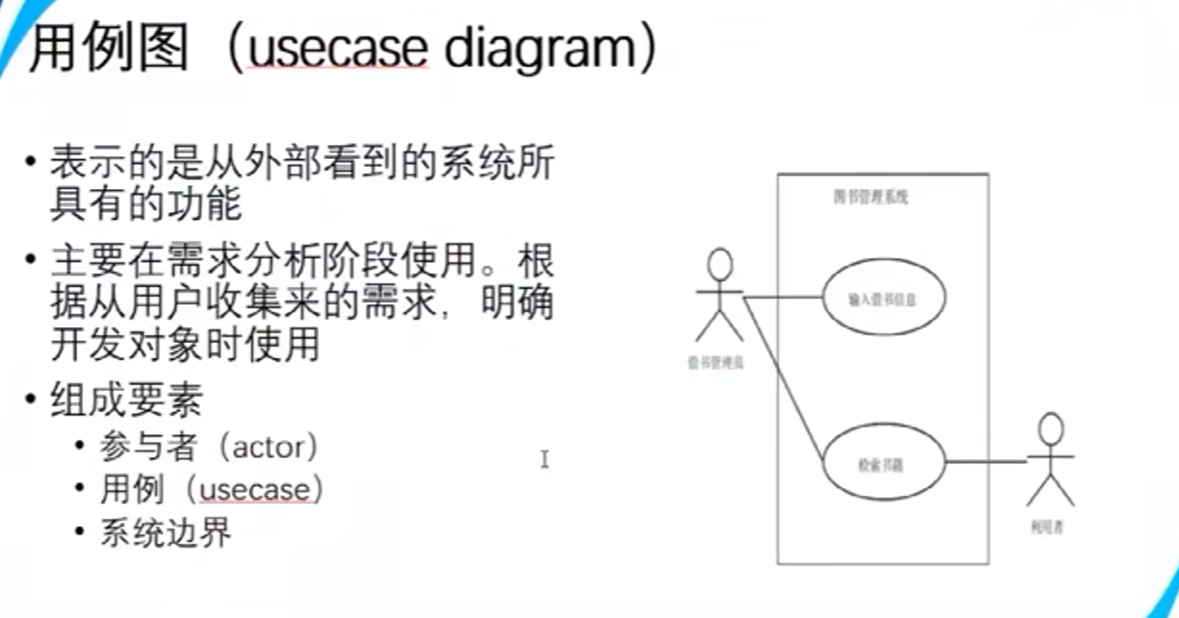 用例图（usecase diagram）
• 表示的是从外部看到的系统所
具有的功能
• 主要在需求分析阶段使用。根
据从用户收集来的需求，明确
开发对象时使用
• 组成要素
• 参与者（actor）
• 用例（usecase）
• 系统边界
图书管理系统
输入借书信息
借书管理员
检索书籍
利用者